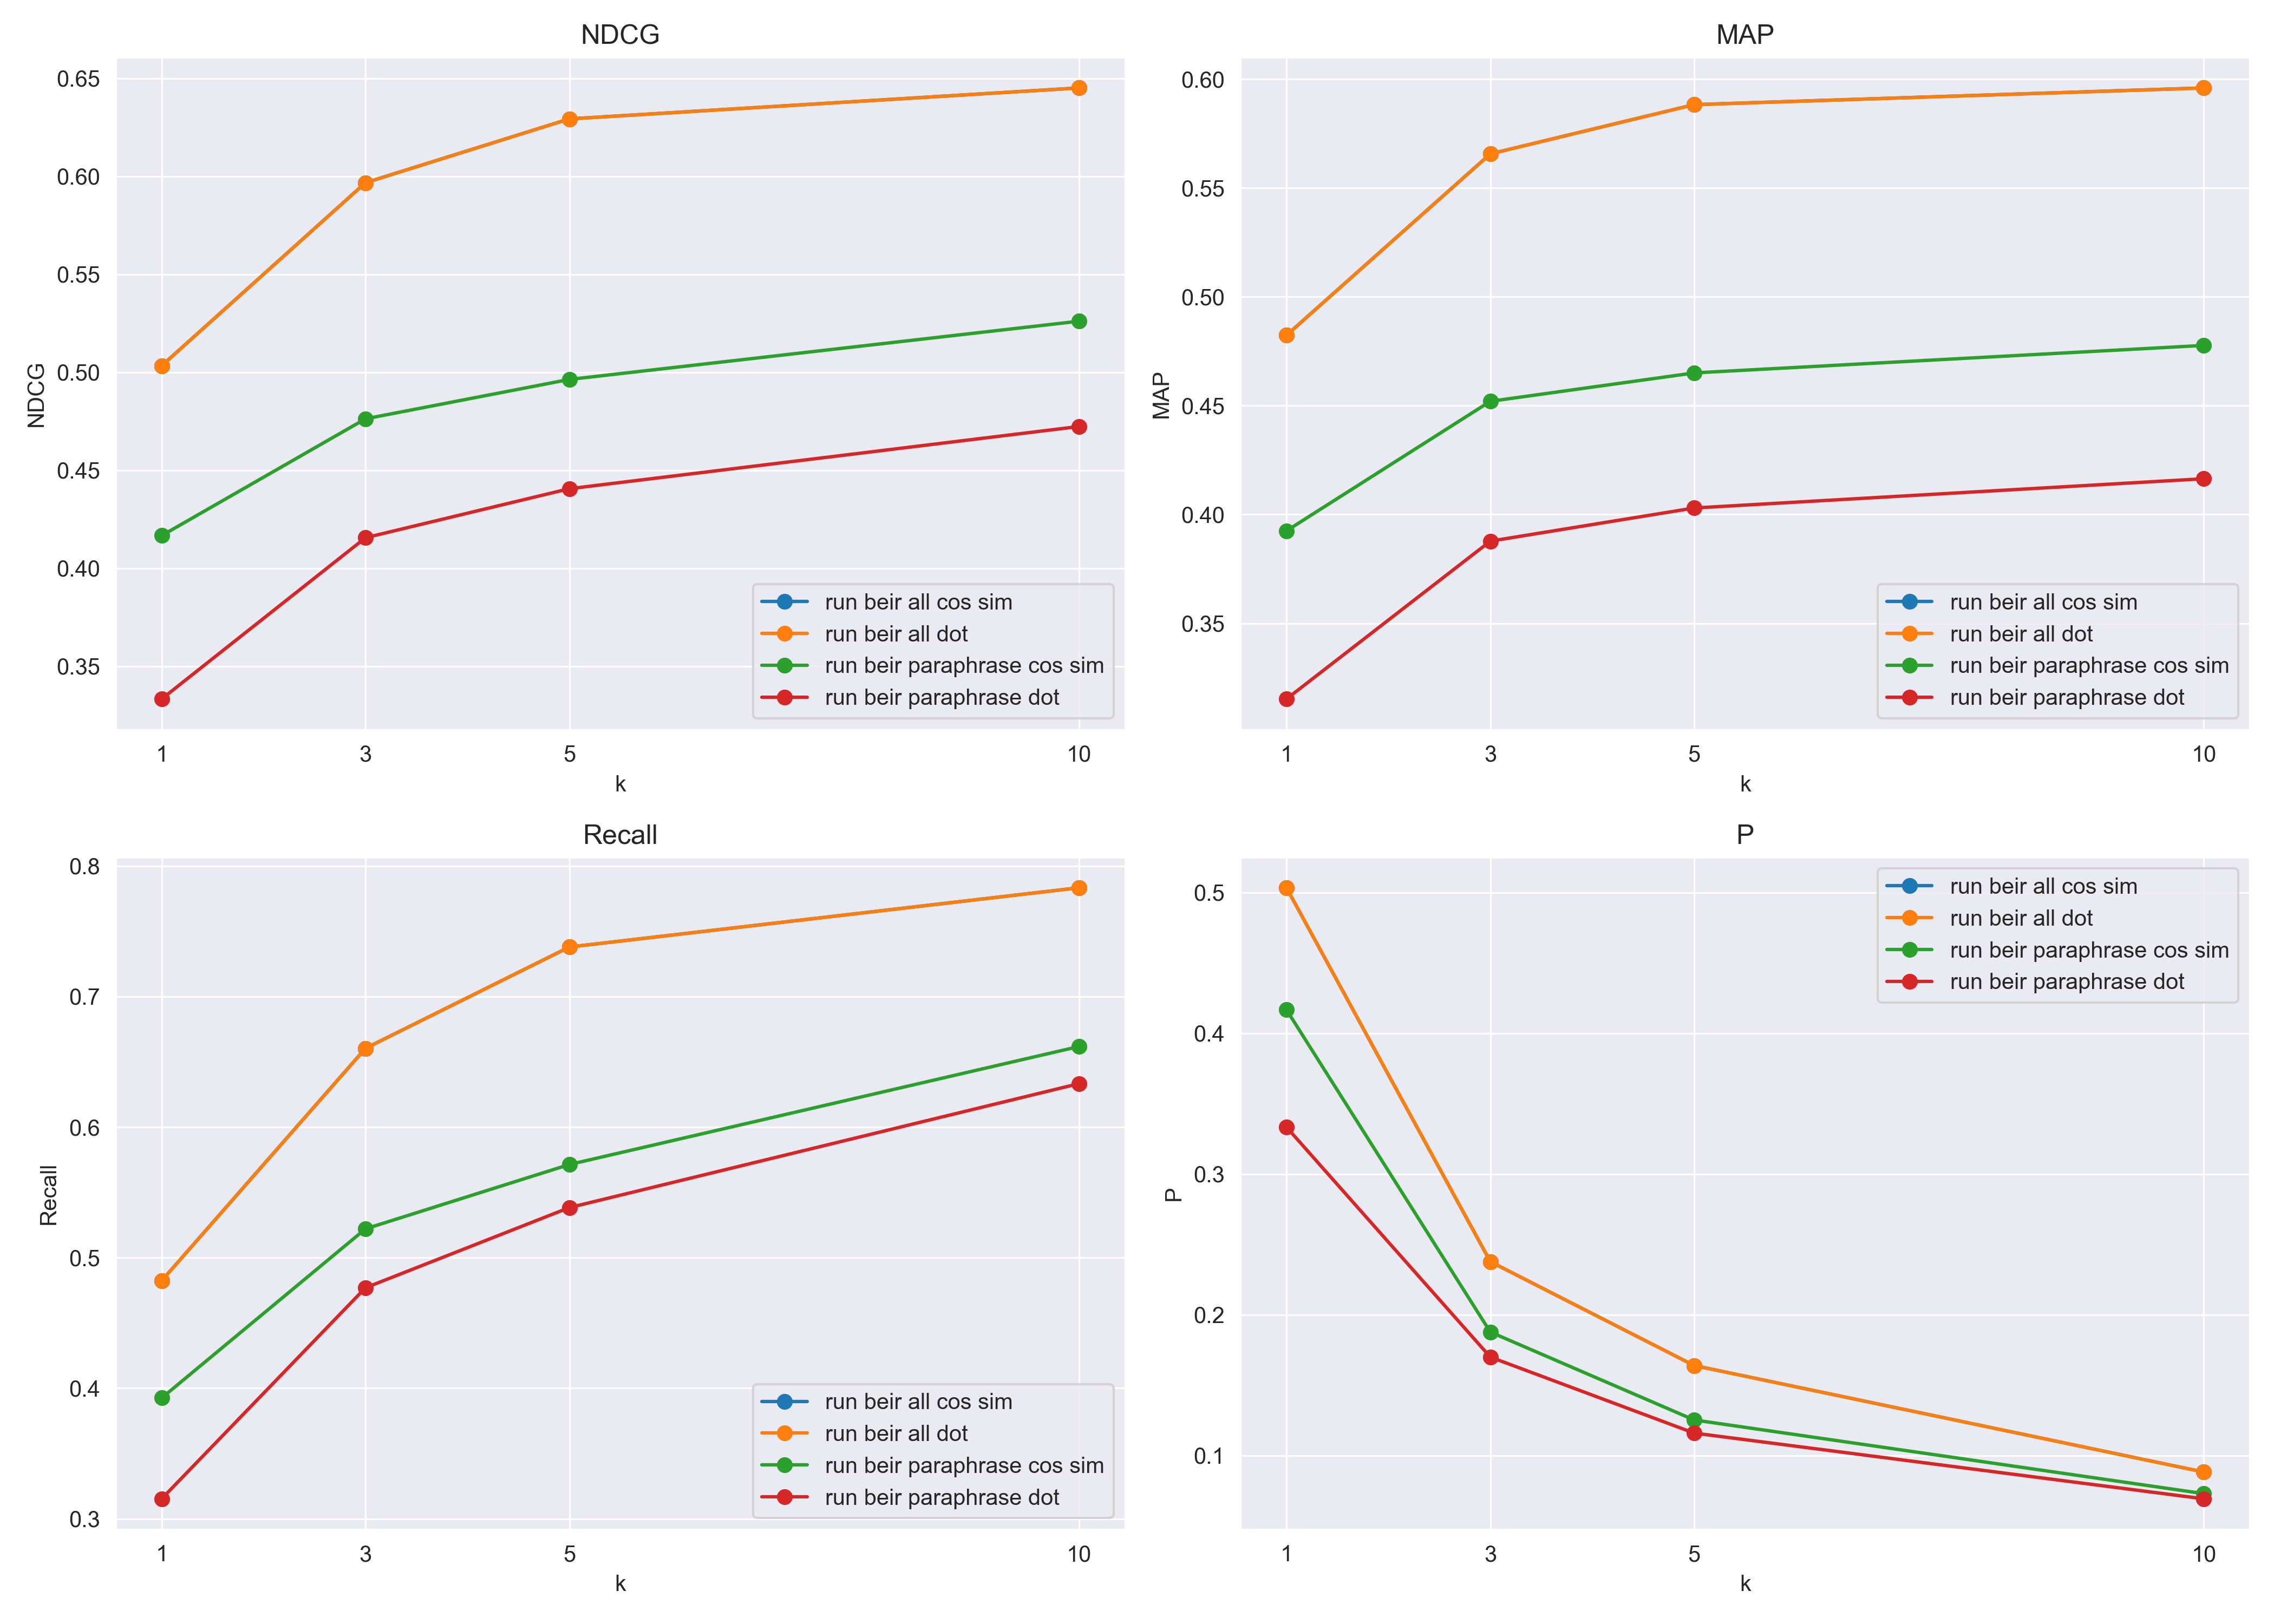 NDCG
NDCG
0.65
0.60
0.55
0.50
0.45
0.40
0.35
run beir all cos sim
run beir all dot
run beir paraphrase cos sim
run beir paraphrase dot
1 3 5 10
k
MAP
MAP
0.60
0.55
0.50
0.45
0.40
0.35
run beir all cos sim
run beir all dot
run beir paraphrase cos sim
run beir paraphrase dot
1 3 5 10
k
Recall
Recall
0.8
0.7
0.6
0.5
0.4
0.3
run beir all cos sim
run beir all dot
run beir paraphrase cos sim
run beir paraphrase dot
1 3 5 10
k
P
P
0.5
0.4
0.3
0.2
0.1
run beir all cos sim
run beir all dot
run beir paraphrase cos sim
run beir paraphrase dot
1 3 5 10
k